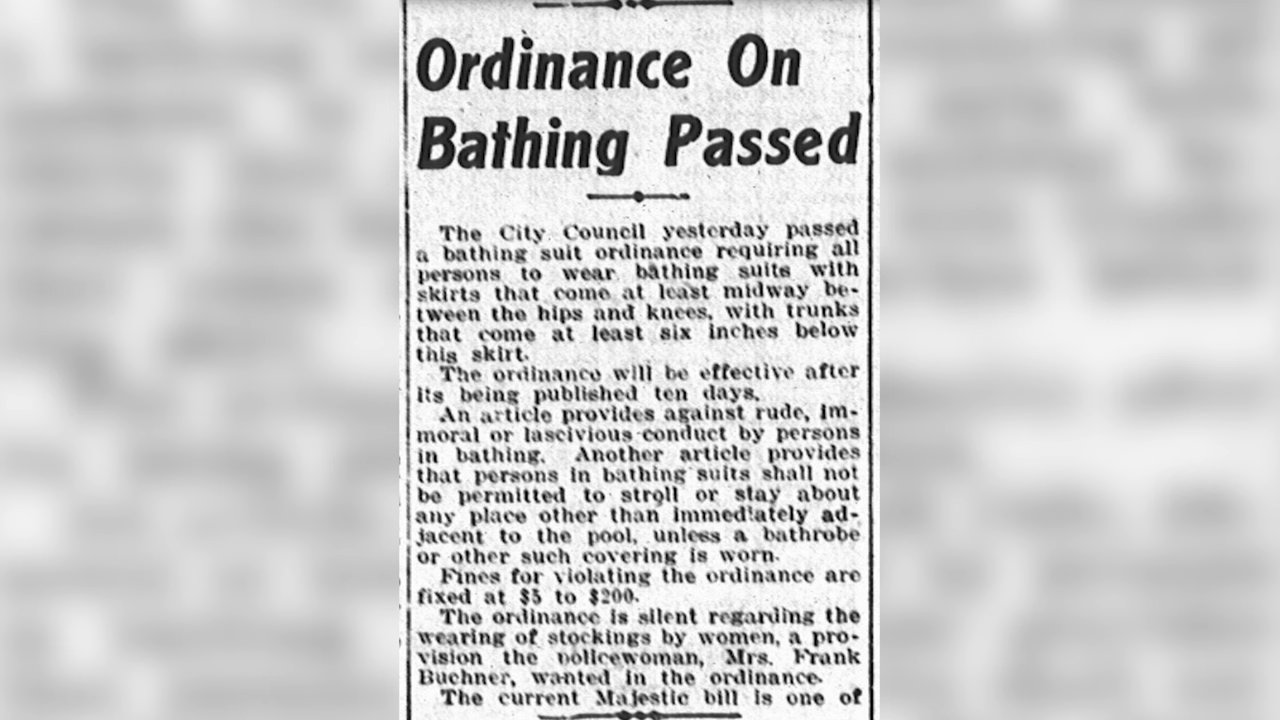 Ordinance On
Bathing Passed
The City Council yesterday passed
a bathing suit ordinance requiring all
persons to wear bathing suits with
skirts that come at least midway be-
tween the hips and knees, with trunks
that come at least six inches below
this skirt.
The ordinance will be effective after
its being published ten days.
An article provides against rude, im-
moral or lascivious conduct by persons
in bathing. Another article provides
that persons in bathing suits shall not
be permitted to stroll or stay about
any place other than immediately ad-
jacent to the pool, unless a bathrobe
or other such covering is worn.
Fines for violating the ordinance are
fixed at $5 to $200.
The ordinance is silent regarding the
wearing of stockings by women, a pro-
vision the policewoman, Mrs. Frank
Buchner, wanted in the ordinance.
The current Majestic bill is one of